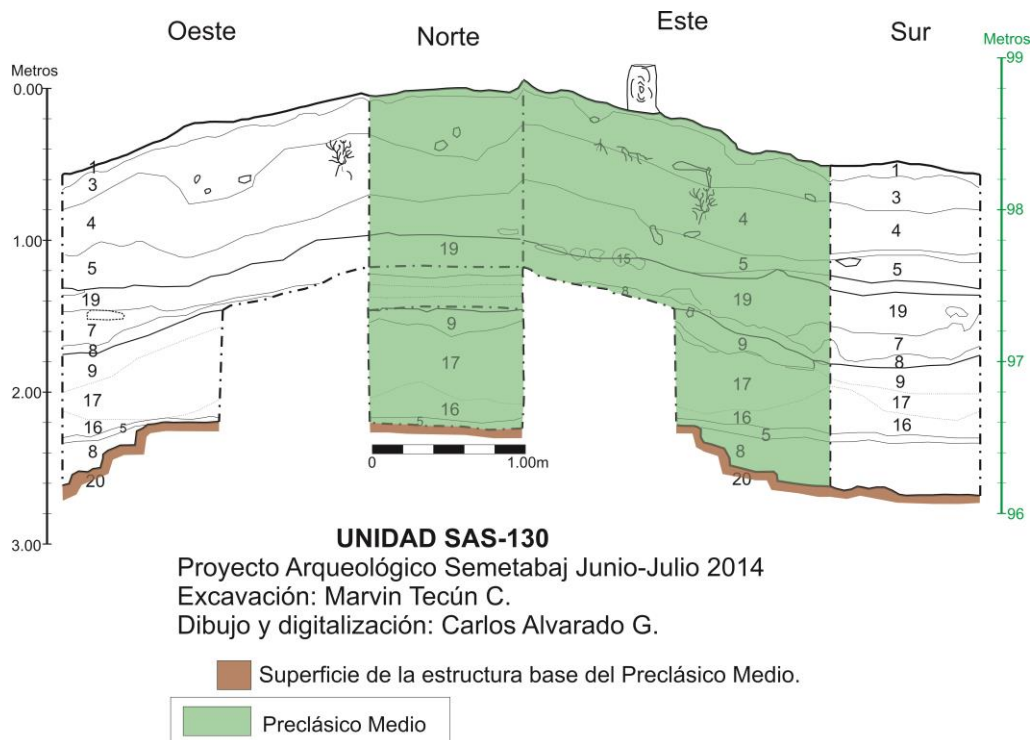 Oeste Norte Este Sur
Metros Metros
0.00 99
1 1
3 3
98
4 4 4
1.00 19
5 15 5 5
19 8 19 19
7 7
9
8 9 8
97
9 17 17 9
2.00 17
17
16 16 16 16
5 5 5
8 8
20 20
0 1.00m
96
3.00
UNIDAD SAS-130
Proyecto Arqueológico Semetabaj Junio-Julio 2014
Excavación: Marvin Tecún C.
Dibujo y digitalización: Carlos Alvarado G.
Superficie de la estructura base del Preclásico Medio.
Preclásico Medio